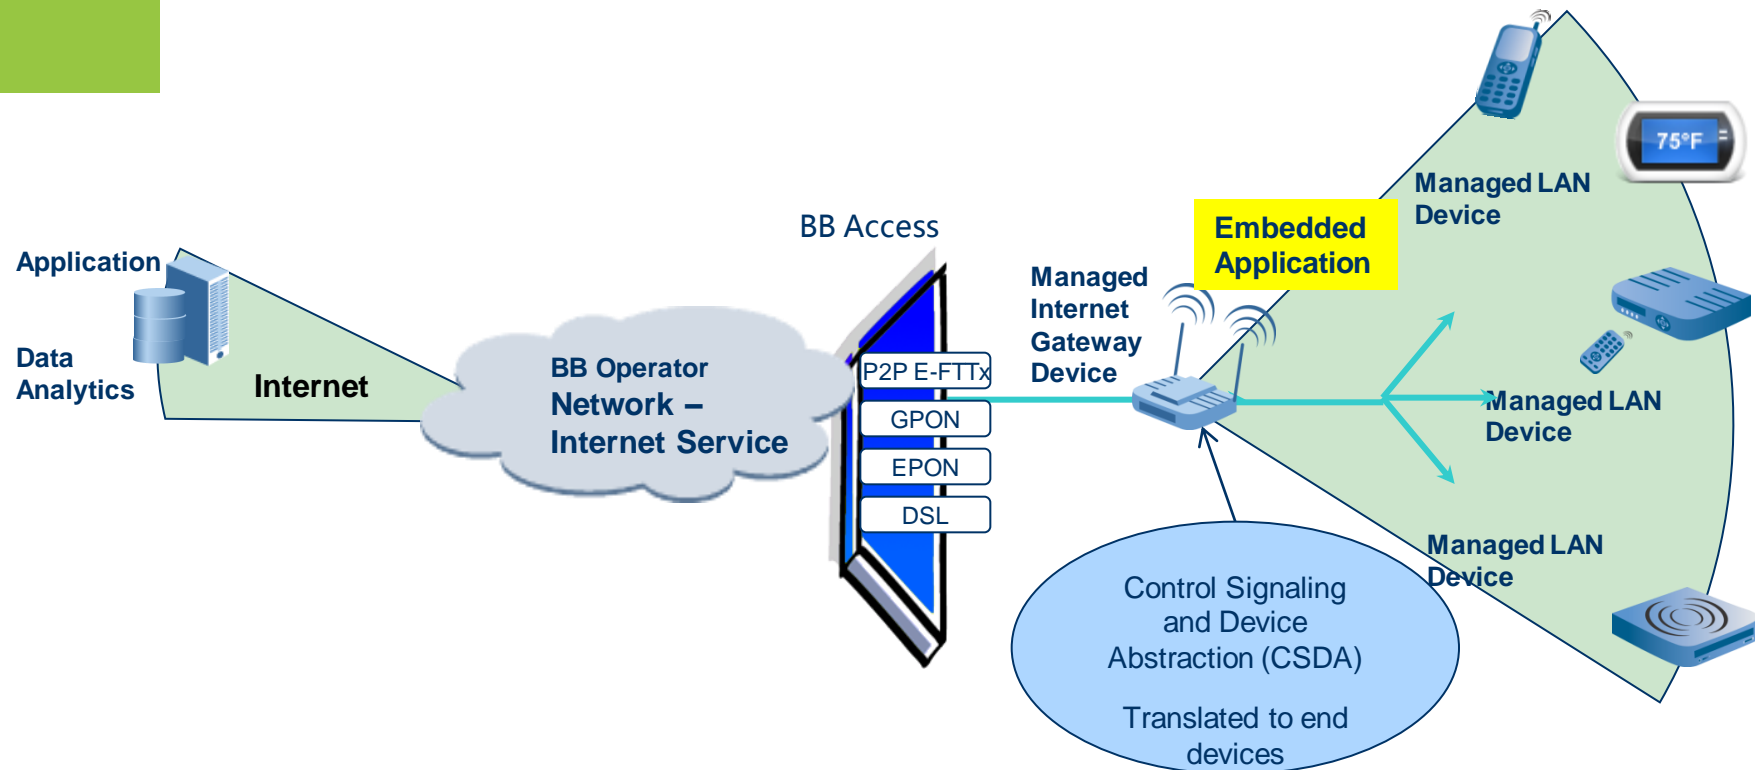 Application
Data
Analytics
Internet
BB Operator
Network –
Internet Service
BB Access
P2P E-FTTx
GPON
EPON
DSL
Managed
Internet
Gateway
Device
Embedded
Application
Control Signaling
and Device
Abstraction (CSDA)
Translated to end
devices
Managed LAN
Device
75°F
Managed LAN
Device
Managed LAN
Device